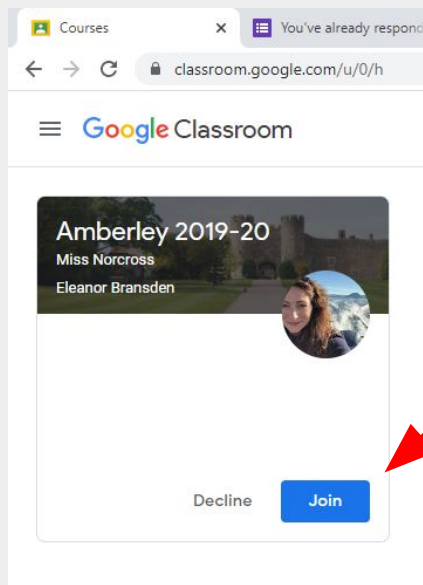 Courses
You've already respond
classroom.google.com/u/0/h
Google Classroom
Amberley 2019-20
Miss Norcross
Eleanor Bransden
Decline Join